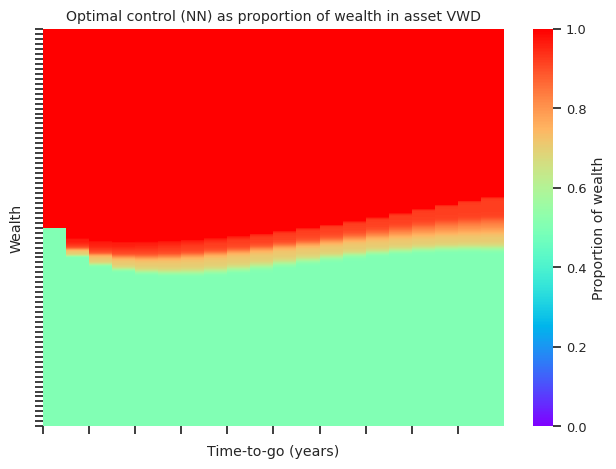 Optimal control (NN) as proportion of wealth in asset VWD
1.0
0.8
0.6
0.4
0.2
0.0
Proportion of wealth
Wealth
Time-to-go (years)